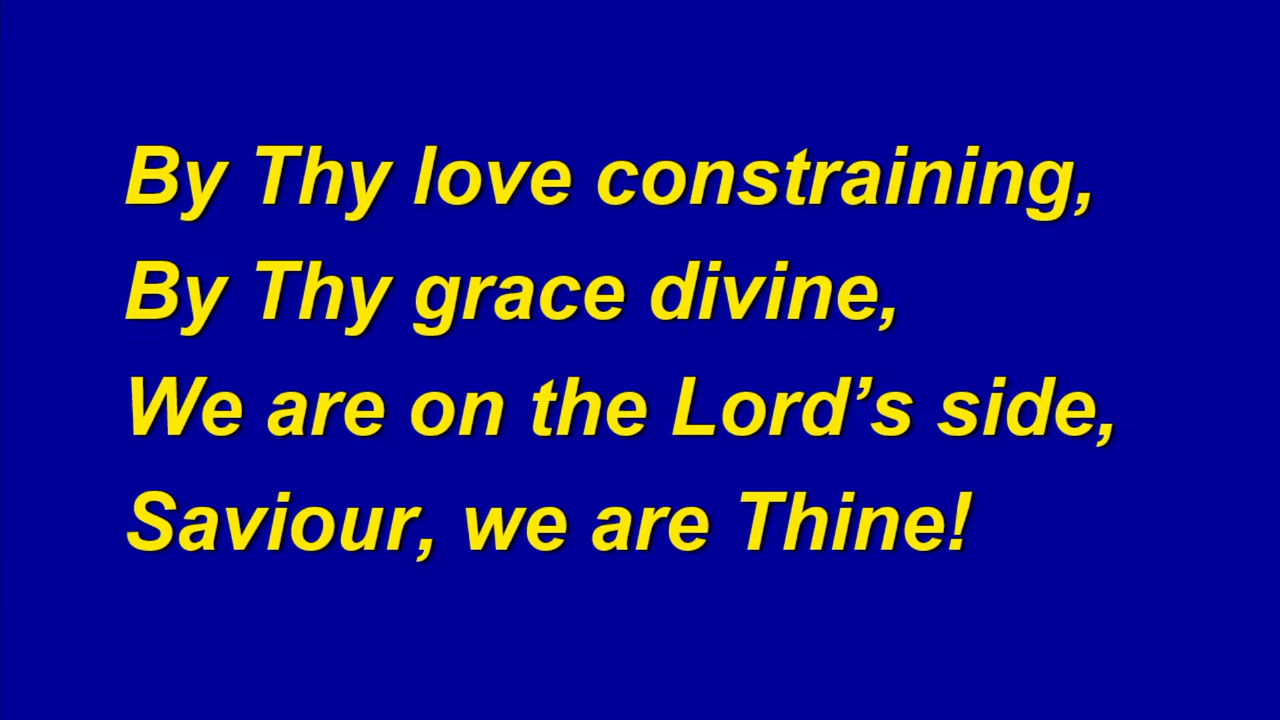 By Thy love constraining,
By Thy grace divine,
We are on the Lord’s side,
Saviour, we are Thine!